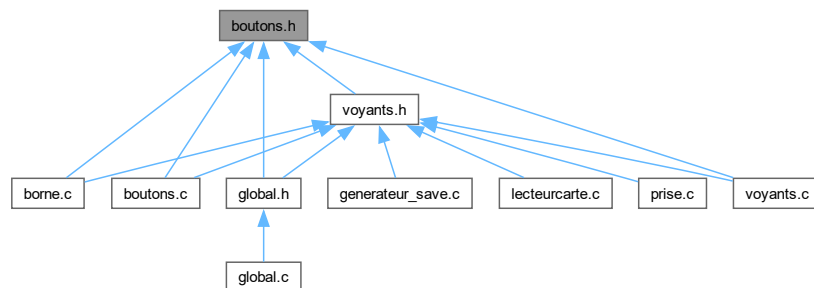 boutons.h
voyants.h
borne.c
boutons.c
global.h
generateur_save.c
lecteurcarte.c
prise.c
voyants.c
global.c